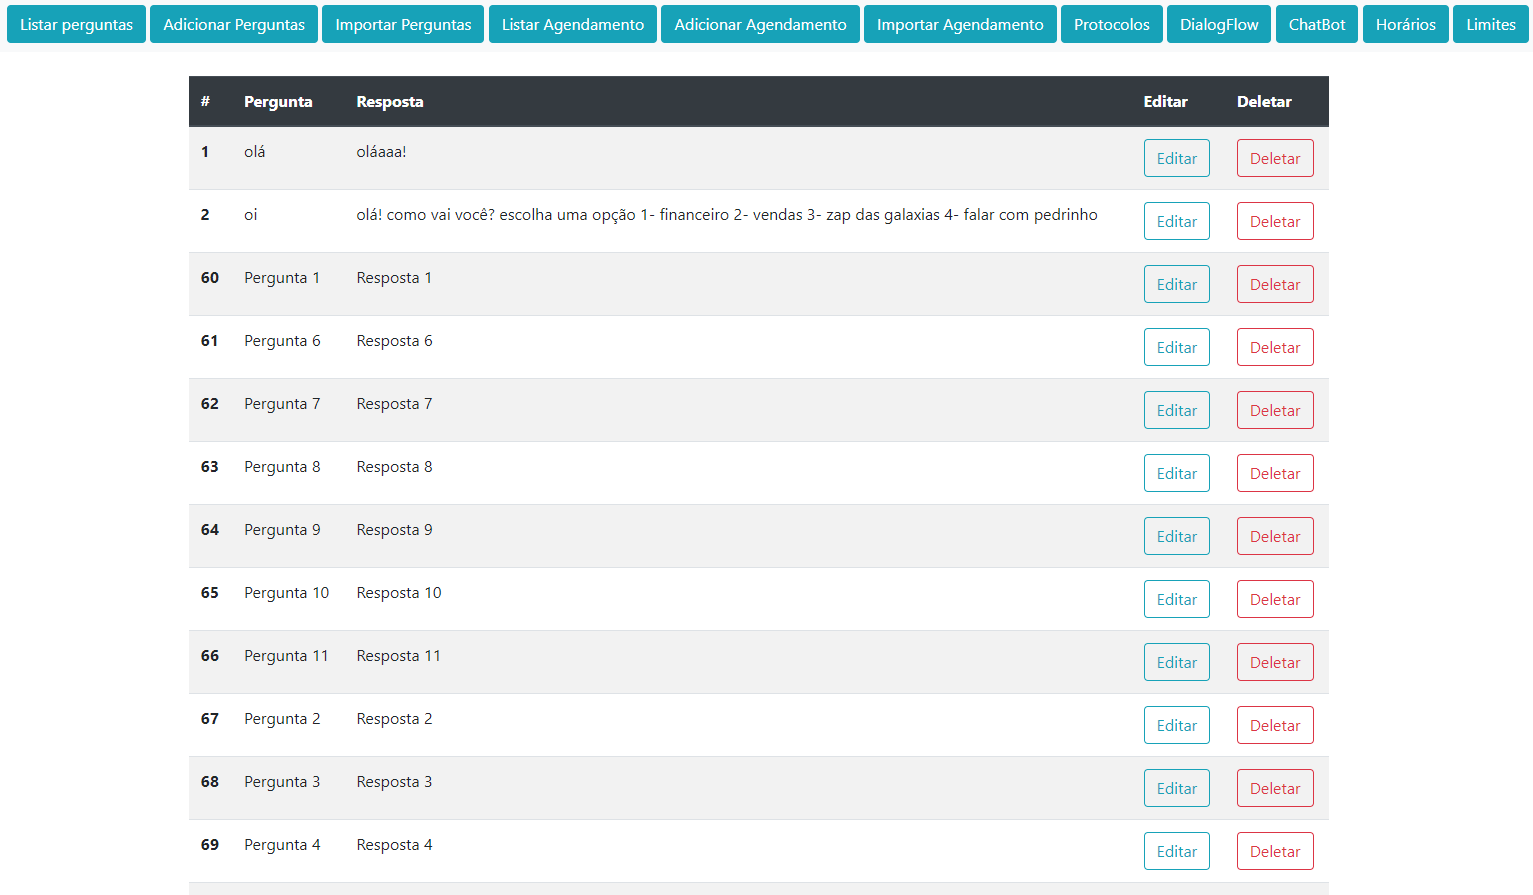 Listar perguntas Adicionar Perguntas Importar Perguntas Listar Agendamento Adicionar Agendamento Importar Agendamento Protocolos DialogFlow ChatBot Horários Limites
# Pergunta Resposta Editar Deletar
1 olá oláaaa! Editar Deletar
2 oi olá! como vai você? escolha uma opção 1- financeiro 2- vendas 3- zap das galaxias 4- falar com pedrinho Editar Deletar
60 Pergunta 1 Resposta 1 Editar Deletar
61 Pergunta 6 Resposta 6 Editar Deletar
62 Pergunta 7 Resposta 7 Editar Deletar
63 Pergunta 8 Resposta 8 Editar Deletar
64 Pergunta 9 Resposta 9 Editar Deletar
65 Pergunta 10 Resposta 10 Editar Deletar
66 Pergunta 11 Resposta 11 Editar Deletar
67 Pergunta 2 Resposta 2 Editar Deletar
68 Pergunta 3 Resposta 3 Editar Deletar
69 Pergunta 4 Resposta 4 Editar Deletar